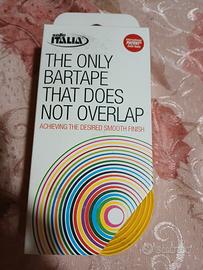 ITALIA
THE ONLY
BARTAPE
THAT DOES
NOT OVERLAP
ACHIEVING THE DESIRED SMOOTH FINISH